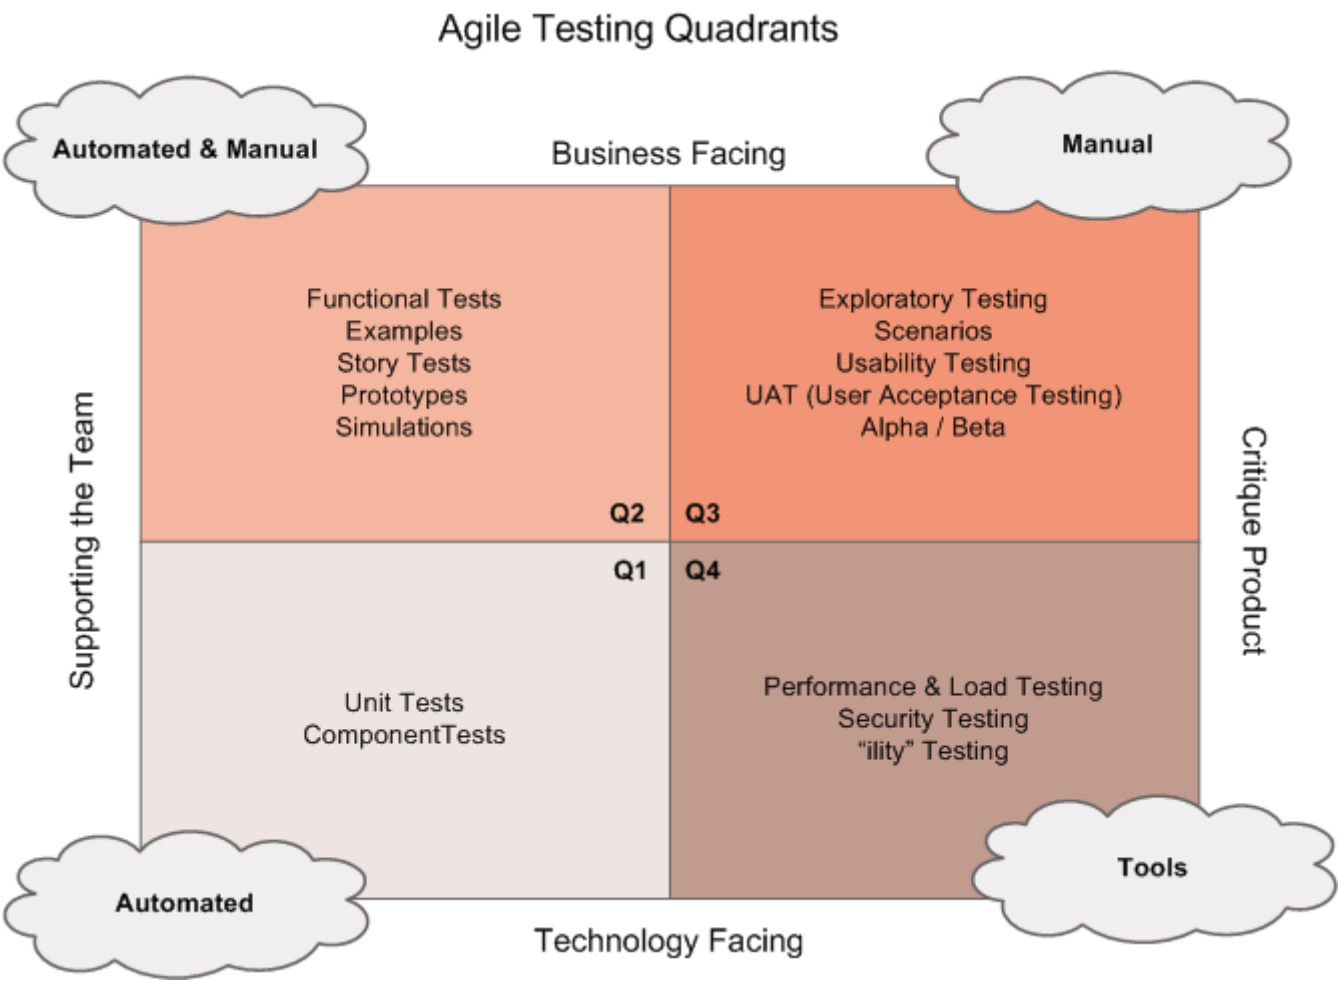 Agile Testing Quadrants
Automated & Manual
Business Facing
Manual
Functional Tests
Examples
Story Tests
Prototypes
Simulations
Exploratory Testing
Scenarios
Usability Testing
UAT (User Acceptance Testing)
Alpha / Beta
Supporting the Team
Critique Product
Q2
Q3
Q1
Q4
Unit Tests
ComponentTests
Performance & Load Testing
Security Testing
“ility” Testing
Automated
Tools
Technology Facing